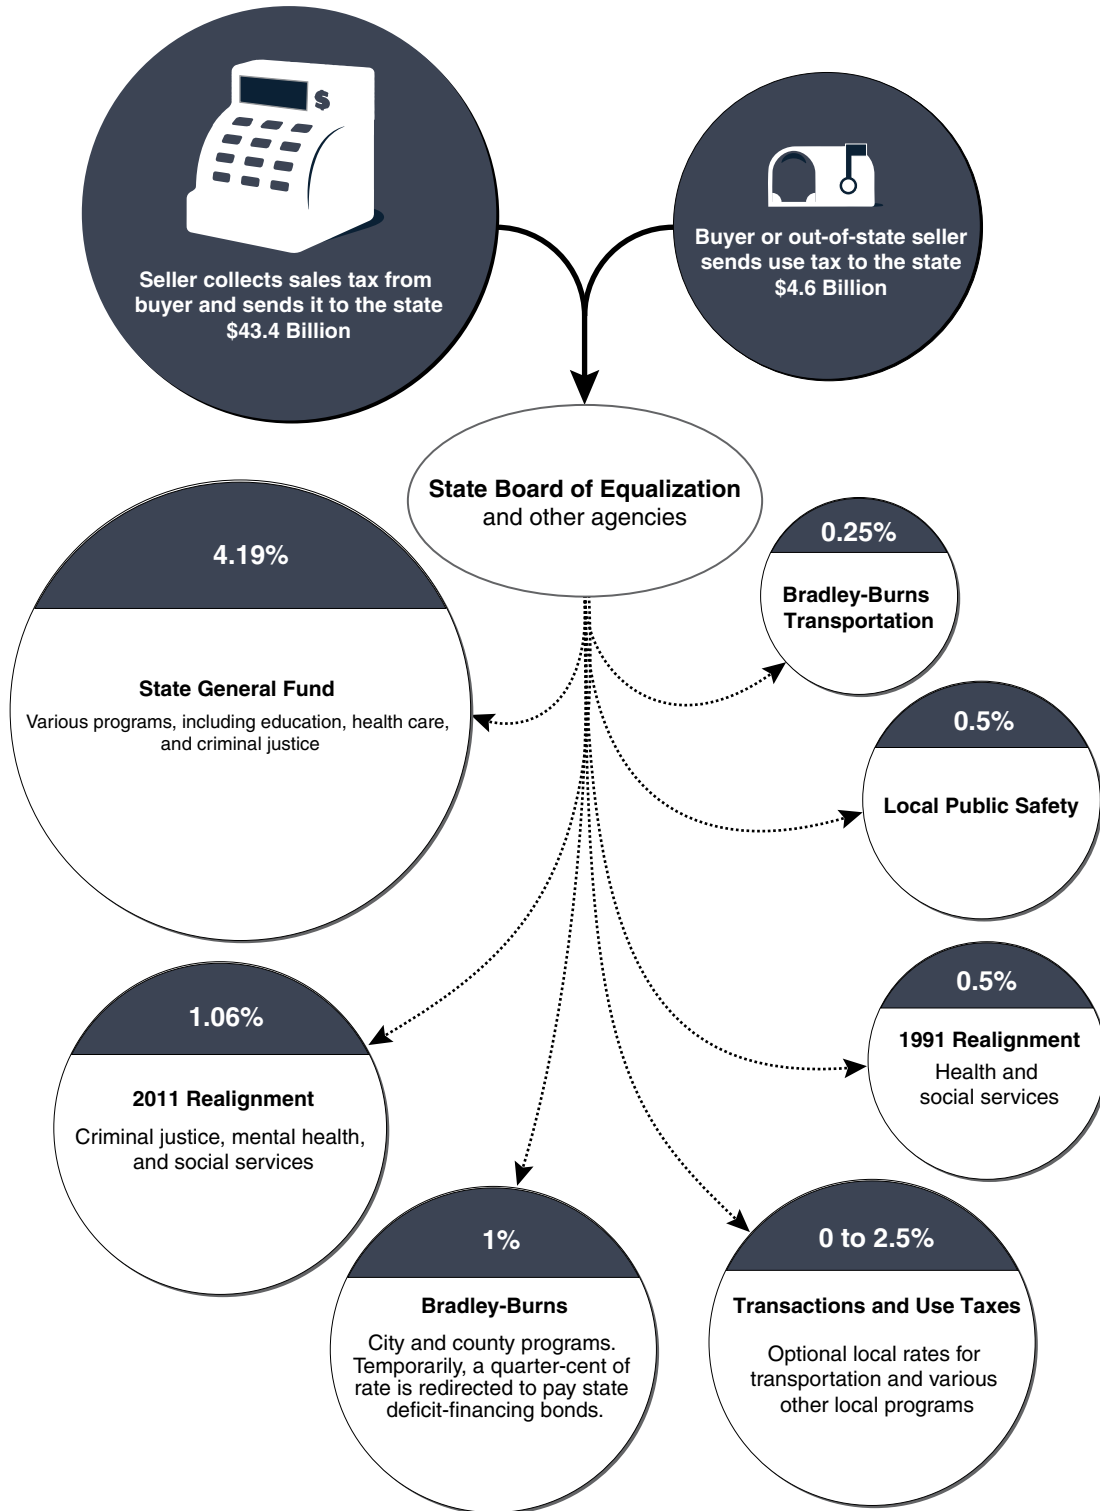 $
Seller collects sales tax from
buyer and sends it to the state
$43.4 Billion
Buyer or out-of-state seller
sends use tax to the state
$4.6 Billion
State Board of Equalization
and other agencies
4.19%
State General Fund
Various programs, including education, health care,
and criminal justice
0.25%
Bradley-Burns
Transportation
0.5%
Local Public Safety
0.5%
1991 Realignment
Health and
social services
1.06%
2011 Realignment
Criminal justice, mental health,
and social services
1%
Bradley-Burns
City and county programs.
Temporarily, a quarter-cent of
rate is redirected to pay state
deficit-financing bonds.
0 to 2.5%
Transactions and Use Taxes
Optional local rates for
transportation and various
other local programs